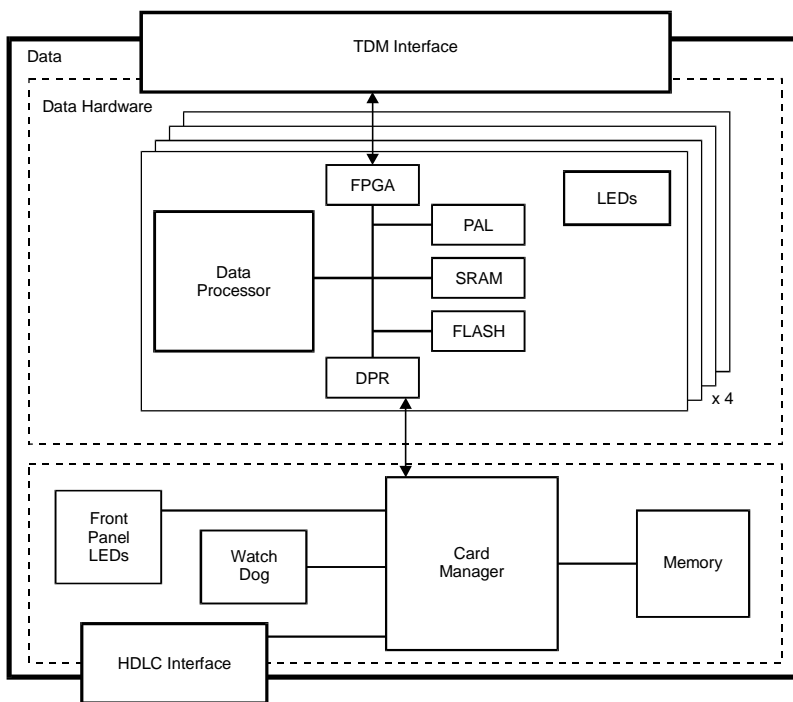 TDM Interface
Data
Data Hardware
FPGA
LEDs
PAL
Data
Processor
SRAM
FLASH
DPR
x 4
Front
Panel
LEDs
Watch
Dog
Card
Manager
Memory
HDLC Interface